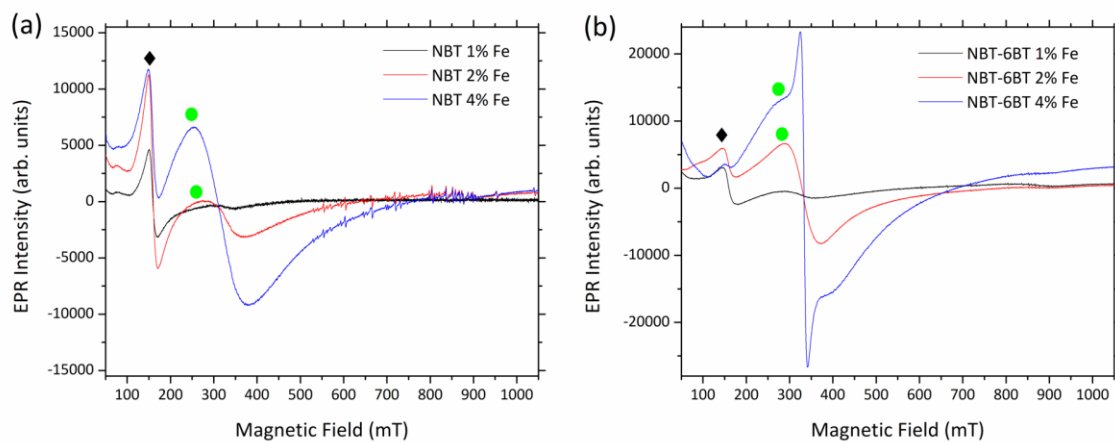 (a)
15000
10000
5000
0
-5000
-10000
-15000
EPR Intensity (arb. units)
NBT 1% Fe
NBT 2% Fe
NBT 4% Fe
100 200 300 400 500 600 700 800 900 1000
Magnetic Field (mT)
(b)
20000
10000
0
-10000
-20000
EPR Intensity (arb. units)
NBT-6BT 1% Fe
NBT-6BT 2% Fe
NBT-6BT 4% Fe
100 200 300 400 500 600 700 800 900 1000
Magnetic Field (mT)